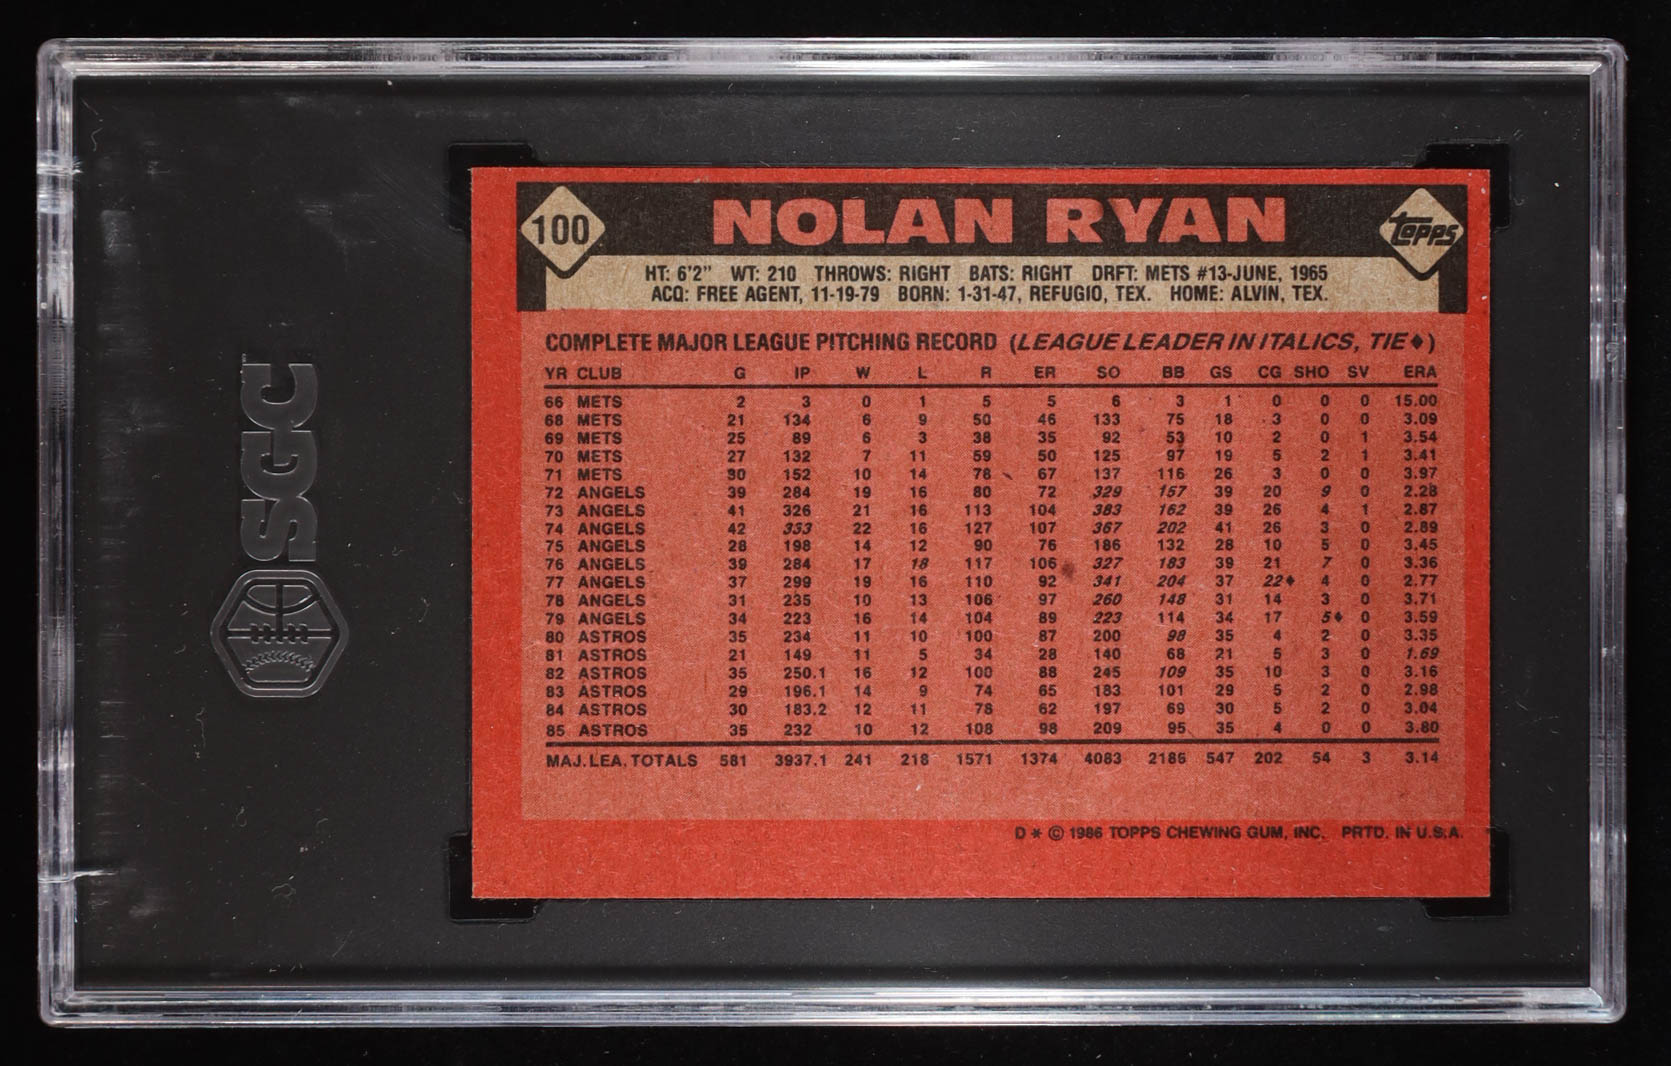 SGC
100 NOLAN RYAN Topps
HT: 6'2" WT: 210 THROWS: RIGHT BATS: RIGHT DRFT: METS #13-JUNE, 1965
ACQ: FREE AGENT, 11-19-79 BORN: 1-31-47, REFUGIO, TEX. HOME: ALVIN, TEX.
COMPLETE MAJOR LEAGUE PITCHING RECORD (LEAGUE LEADER IN ITALICS, TIE♦)
YR CLUB G IP W L R ER SO BB GS CG SHO SV ERA
66 METS 2 3 0 1 5 5 6 3 1 0 0 0 15.00
68 METS 21 134 6 9 50 46 133 75 18 3 0 0 3.09
69 METS 25 89 6 3 38 35 92 53 10 2 0 1 3.54
70 METS 27 132 7 11 59 50 125 97 19 5 2 1 3.41
71 METS 30 152 10 14 78 67 137 116 26 3 0 0 3.97
72 ANGELS 39 284 19 16 80 72 329 157 39 20 9 0 2.28
73 ANGELS 41 326 21 16 113 104 383 162 39 26 4 1 2.87
74 ANGELS 42 333 22 16 127 107 367 202 41 26 3 0 2.89
75 ANGELS 28 198 14 12 90 76 186 132 28 10 5 0 3.45
76 ANGELS 39 284 17 18 117 106 327 183 39 21 7 0 3.36
77 ANGELS 37 299 19 16 110 92 341 204 37 22♦ 4 0 2.77
78 ANGELS 31 235 10 13 106 97 260 148 31 14 3 0 3.71
79 ANGELS 34 223 16 14 104 89 223 114 34 17 5♦ 0 3.59
80 ASTROS 35 234 11 10 100 87 200 98 35 4 2 0 3.35
81 ASTROS 21 149 11 5 34 28 140 68 21 5 3 0 1.69
82 ASTROS 35 250.1 16 12 100 88 245 109 35 10 3 0 3.16
83 ASTROS 29 196.1 14 9 74 65 183 101 29 5 2 0 2.98
84 ASTROS 30 183.2 12 11 78 62 197 69 30 5 2 0 3.04
85 ASTROS 35 232 10 12 108 98 209 95 35 4 0 0 3.80
MAJ. LEA. TOTALS 581 3937.1 241 218 1571 1374 4083 2186 547 202 54 3 3.14
D * © 1986 TOPPS CHEWING GUM, INC. PRTD. IN U.S.A.